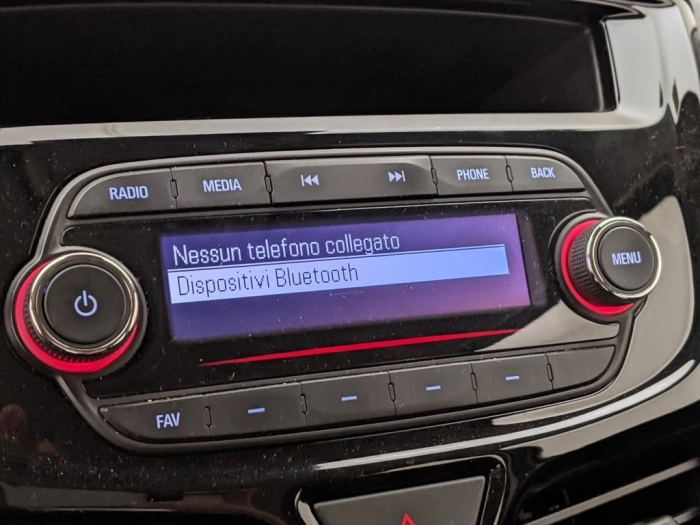 RADIO
MEDIA
PHONE
BACK
Nessun telefono collegato
Dispositivi Bluetooth
MENU
FAV